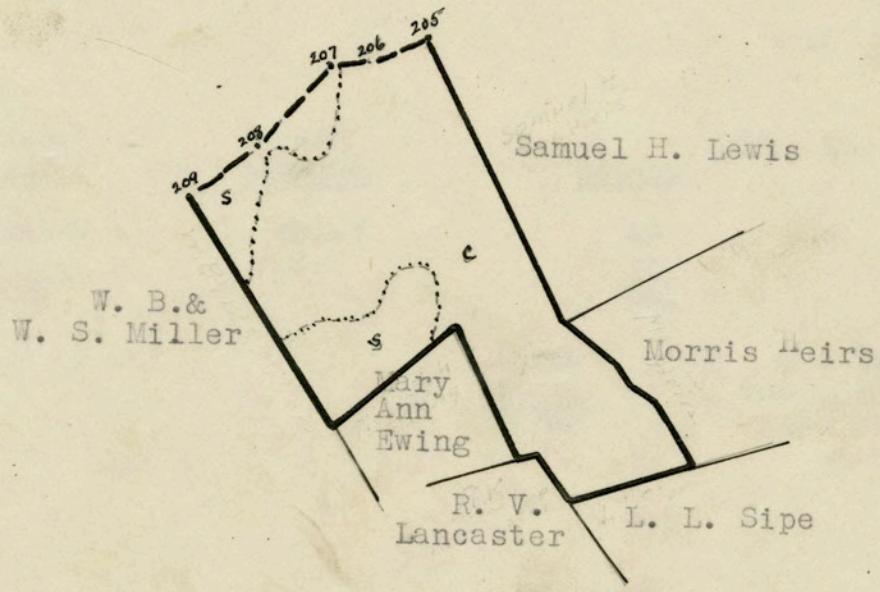 205
206
207
208
209
S
Samuel H. Lewis
C
W. B.&
W. S. Miller
S
Morris Heirs
Mary
Ann
Ewing
R. V.
Lancaster
L. L. Sipe